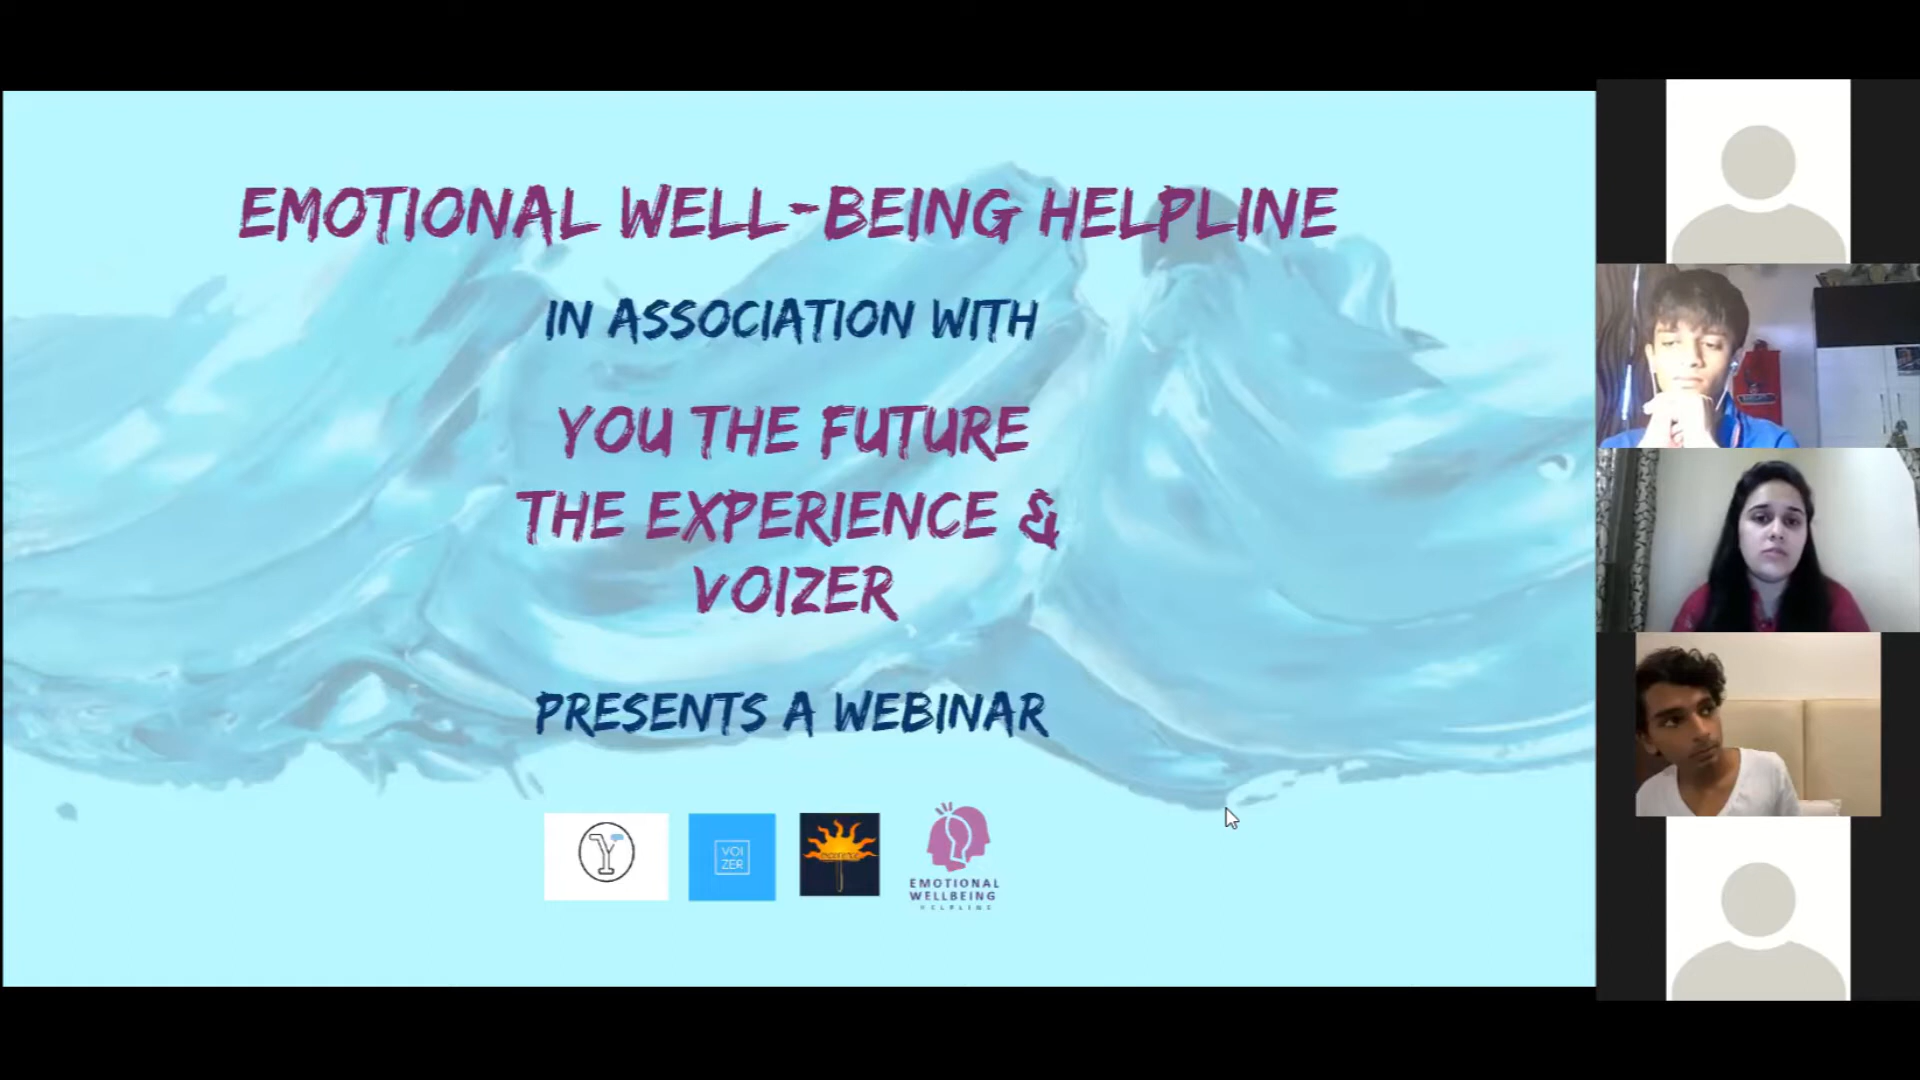 EMOTIONAL WELL-BEING HELPLINE
IN ASSOCIATION WITH
YOU THE FUTURE
THE EXPERIENCE &
VOIZER
PRESENTS A WEBINAR
Y
VOI
ZER
EMOTIONAL
WELLBEING
HELPLINE